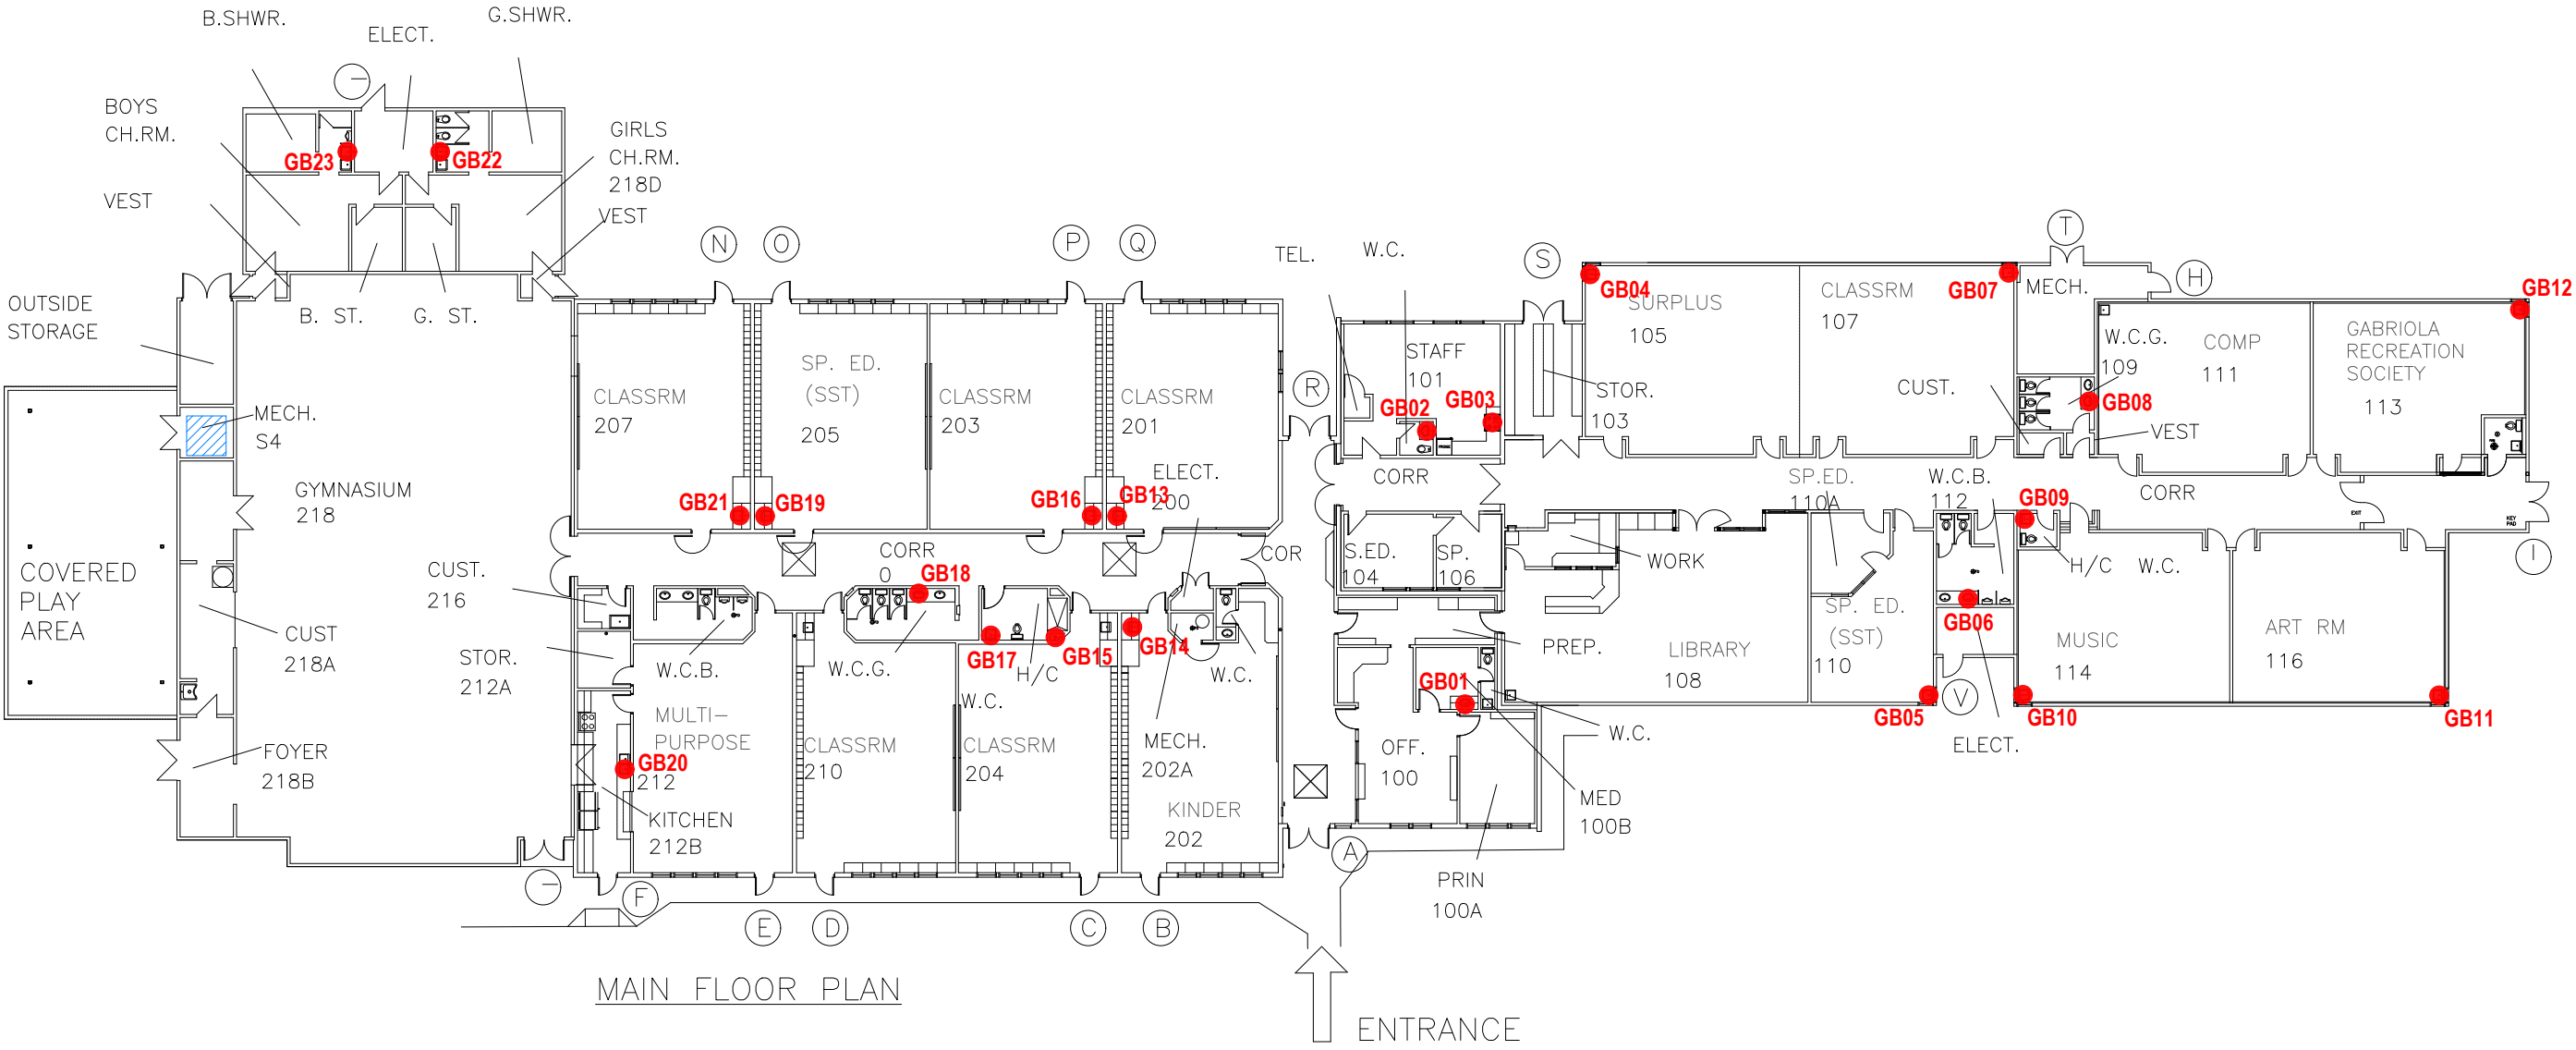 B.SHWR.
G.SHWR.
ELECT.
BOYS
CH.RM.
GIRLS
CH.RM.
218D
GB23
GB22
VEST
VEST
N
O
P
Q
TEL.
W.C.
S
T
H
OUTSIDE
STORAGE
B. ST.
G. ST.
GB04
SURPLUS
105
CLASSRM
107
GB07
MECH.
GB12
W.C.G.
109
COMP
111
GABRIOLA
RECREATION
SOCIETY
113
STAFF
101
SP. ED.
(SST)
205
CLASSRM
207
CLASSRM
203
CLASSRM
201
R
GB02
GB03
STOR.
103
CUST.
GB08
VEST
MECH.
S4
GYMNASIUM
218
ELECT.
200
CORR
SP.ED.
110A
W.C.B.
112
CORR
GB21
GB19
GB16
GB13
GB09
EXIT
KEY
PAD
CORR
0
COR
S.ED.
104
SP.
106
WORK
H/C
W.C.
I
COVERED
PLAY
AREA
CUST.
216
GB18
CUST
218A
STOR.
212A
W.C.B.
W.C.G.
GB17
GB15
GB14
H/C
W.C.
W.C.
PREP.
LIBRARY
108
SP. ED.
(SST)
110
GB06
MUSIC
114
ART RM
116
GB01
GB05
V
GB10
GB11
MULTI-
PURPOSE
212
GB20
CLASSRM
210
CLASSRM
204
MECH.
202A
OFF.
100
W.C.
ELECT.
FOYER
218B
KITCHEN
212B
KINDER
202
MED
100B
A
PRIN
100A
F
E
D
C
B
MAIN FLOOR PLAN
ENTRANCE